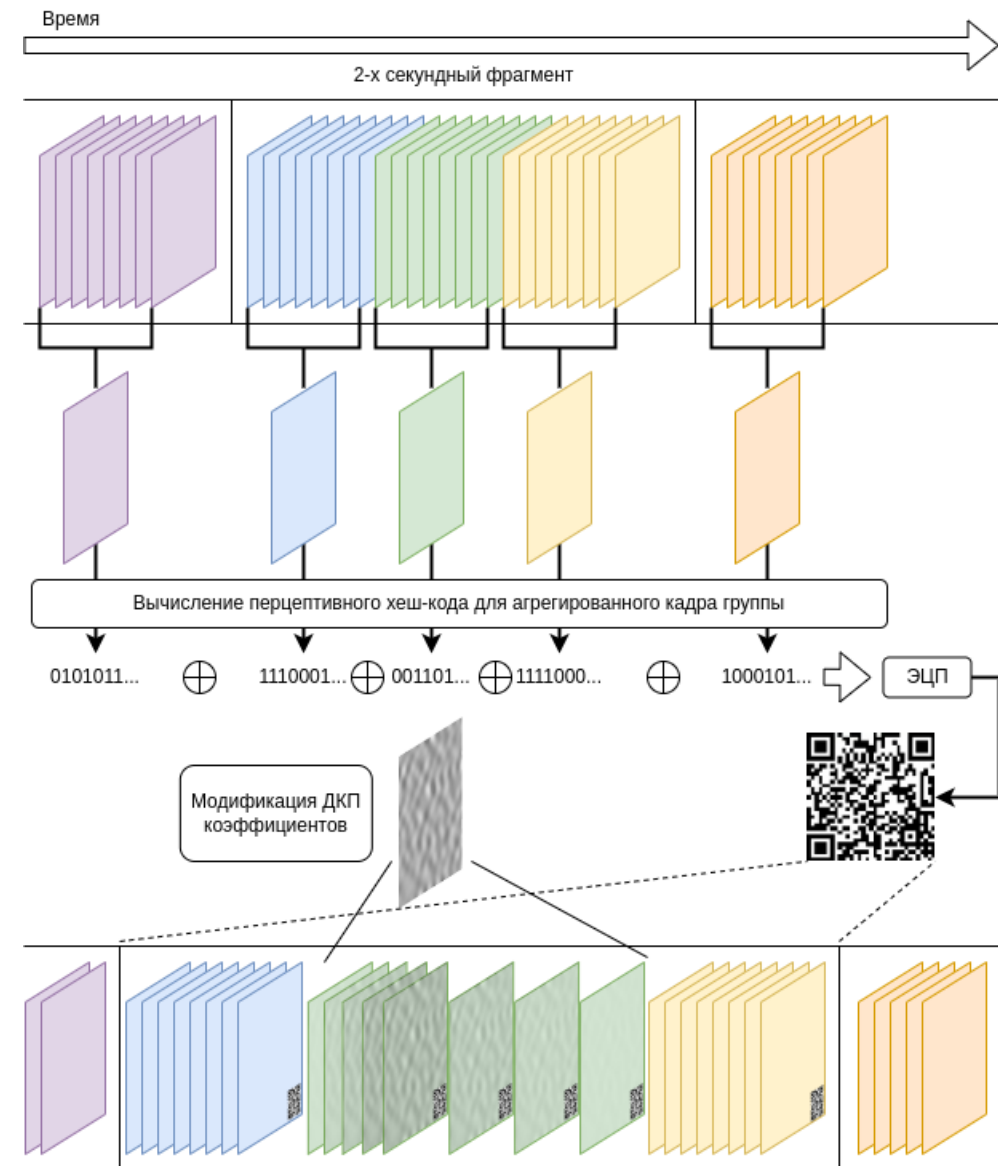 Время
2-х секундный фрагмент
Вычисление перцептивного хеш-кода для агрегированного кадра группы
0101011... 1110001... 001101... 1111000... 1000101... ЭЦП
Модификация ДКП
коэффициентов